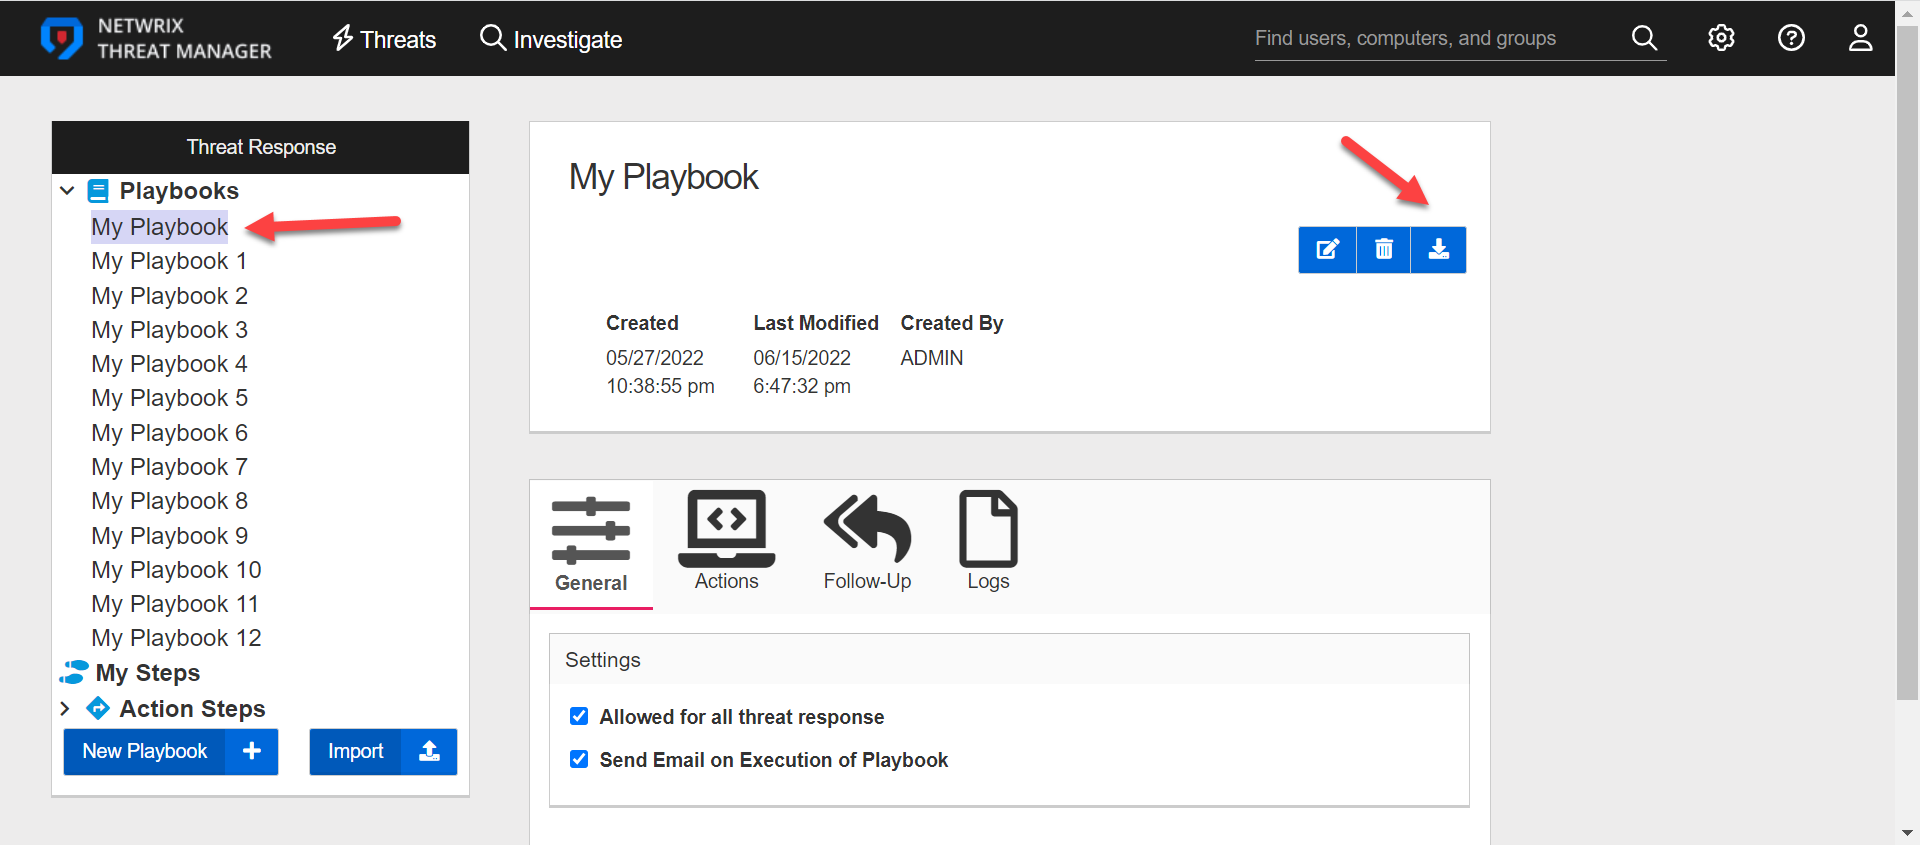 NETWRIX
THREAT MANAGER
Threats
Investigate
Find users, computers, and groups
Threat Response
Playbooks
My Playbook
My Playbook 1
My Playbook 2
My Playbook 3
My Playbook 4
My Playbook 5
My Playbook 6
My Playbook 7
My Playbook 8
My Playbook 9
My Playbook 10
My Playbook 11
My Playbook 12
My Steps
Action Steps
New Playbook
Import
My Playbook
Created Last Modified Created By
05/27/2022 06/15/2022 ADMIN
10:38:55 pm 6:47:32 pm
General
Actions
Follow-Up
Logs
Settings
Allowed for all threat response
Send Email on Execution of Playbook